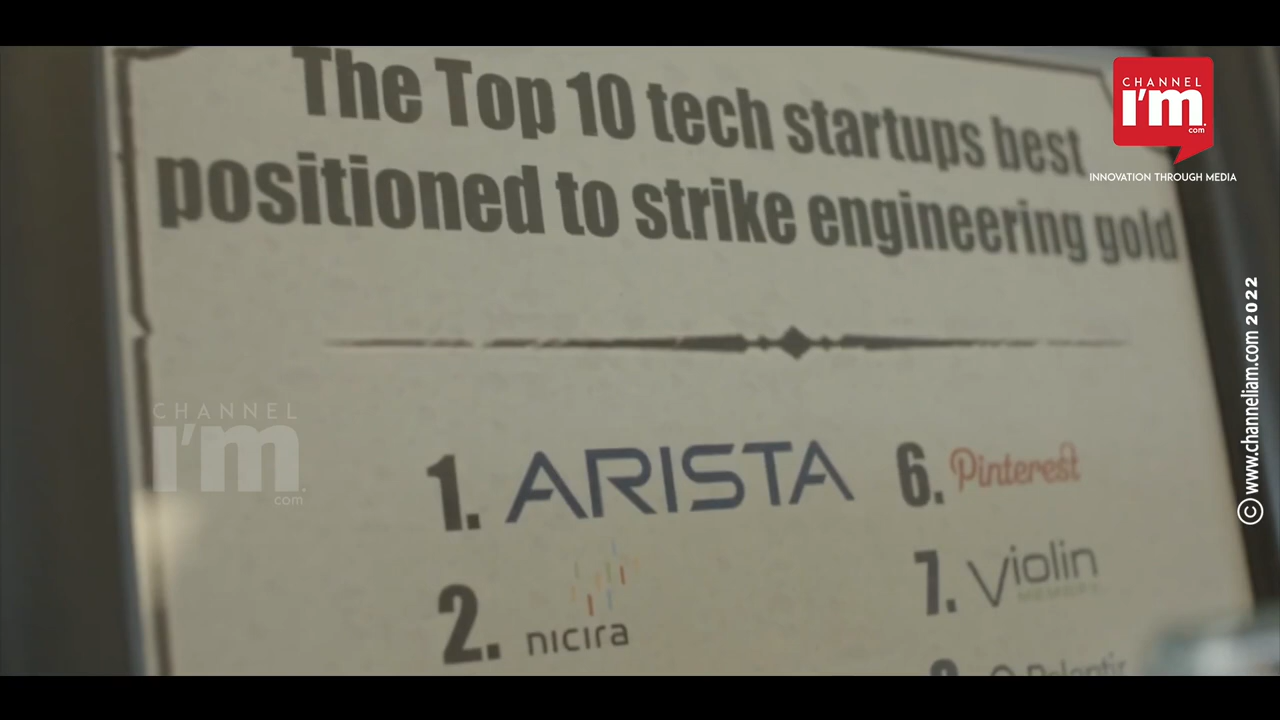 The Top 10 tech startups best
positioned to strike engineering gold
1. ARISTA
2. nicira
6. Pinterest
7. Violin
Palantir
CHANNEL
I'm
.com
INNOVATION THROUGH MEDIA
CHANNEL
I'm
.com
© www.channeliam.com 2022